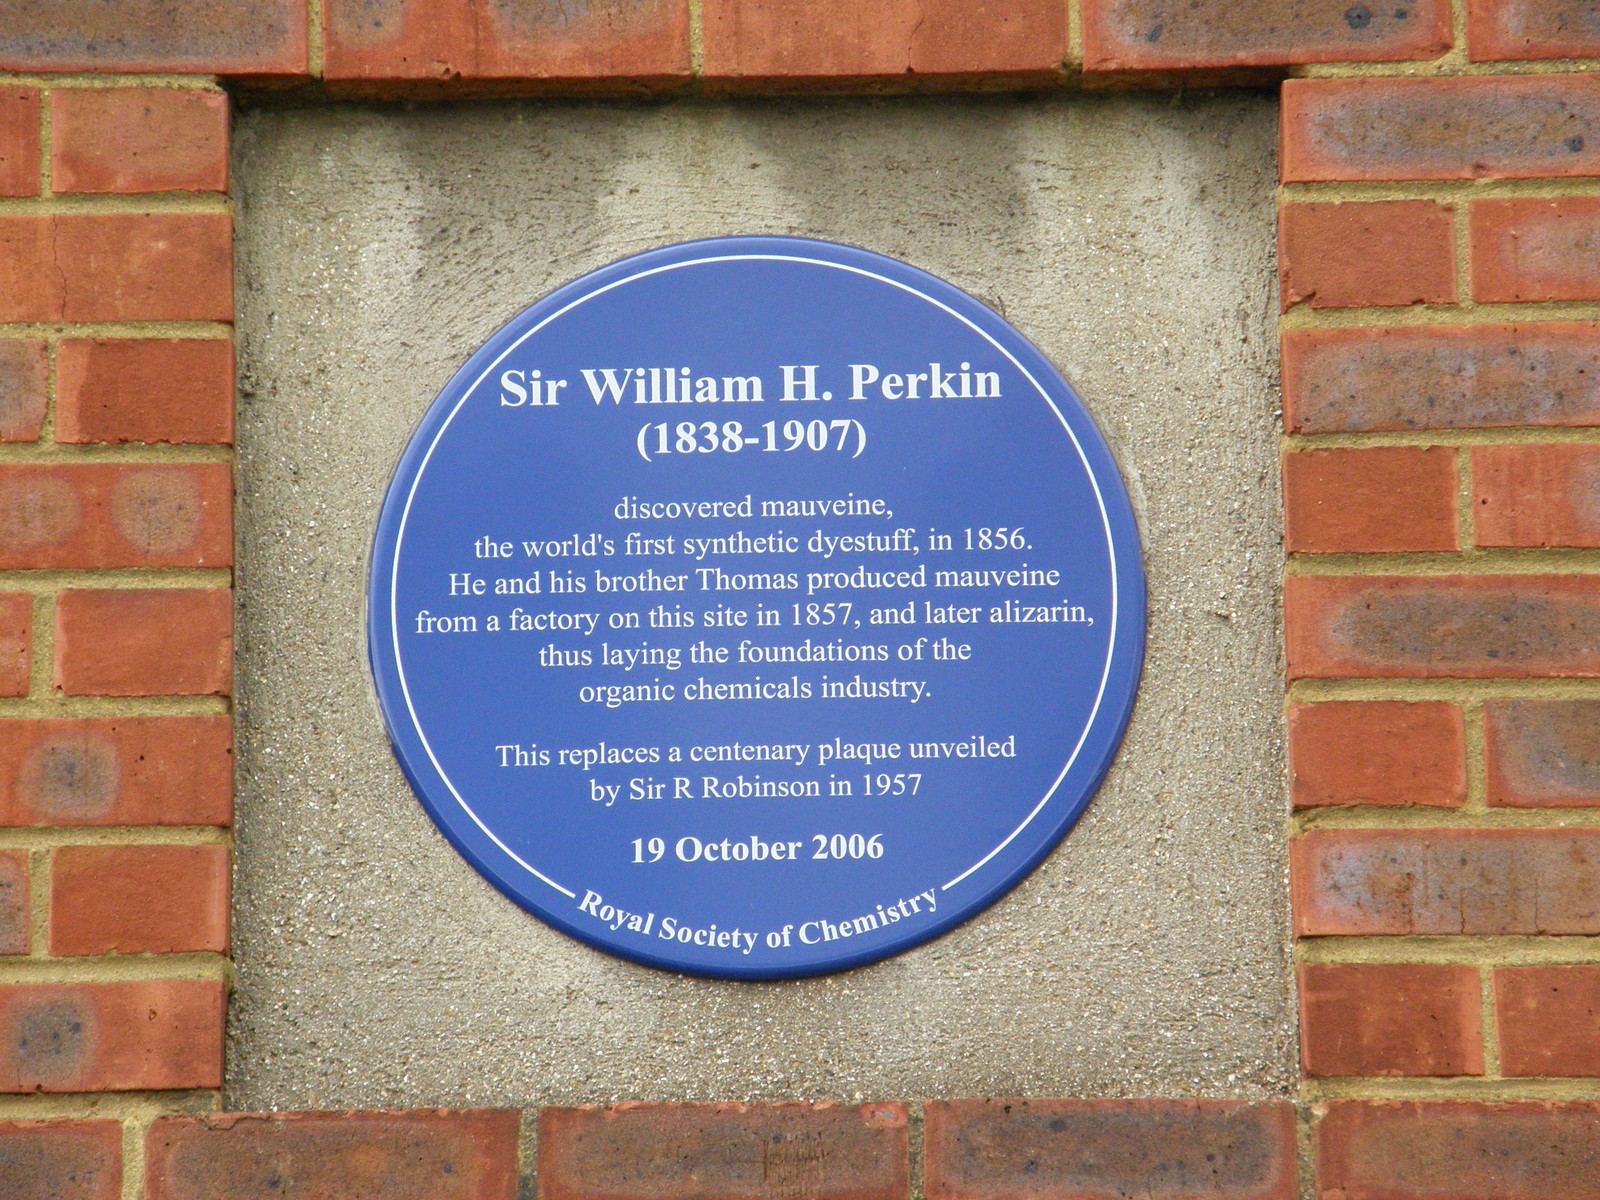 Sir William H. Perkin
(1838-1907)
discovered mauveine,
the world's first synthetic dyestuff, in 1856.
He and his brother Thomas produced mauveine
from a factory on this site in 1857, and later alizarin,
thus laying the foundations of the
organic chemicals industry.
This replaces a centenary plaque unveiled
by Sir R Robinson in 1957
19 October 2006
Royal Society of Chemistry